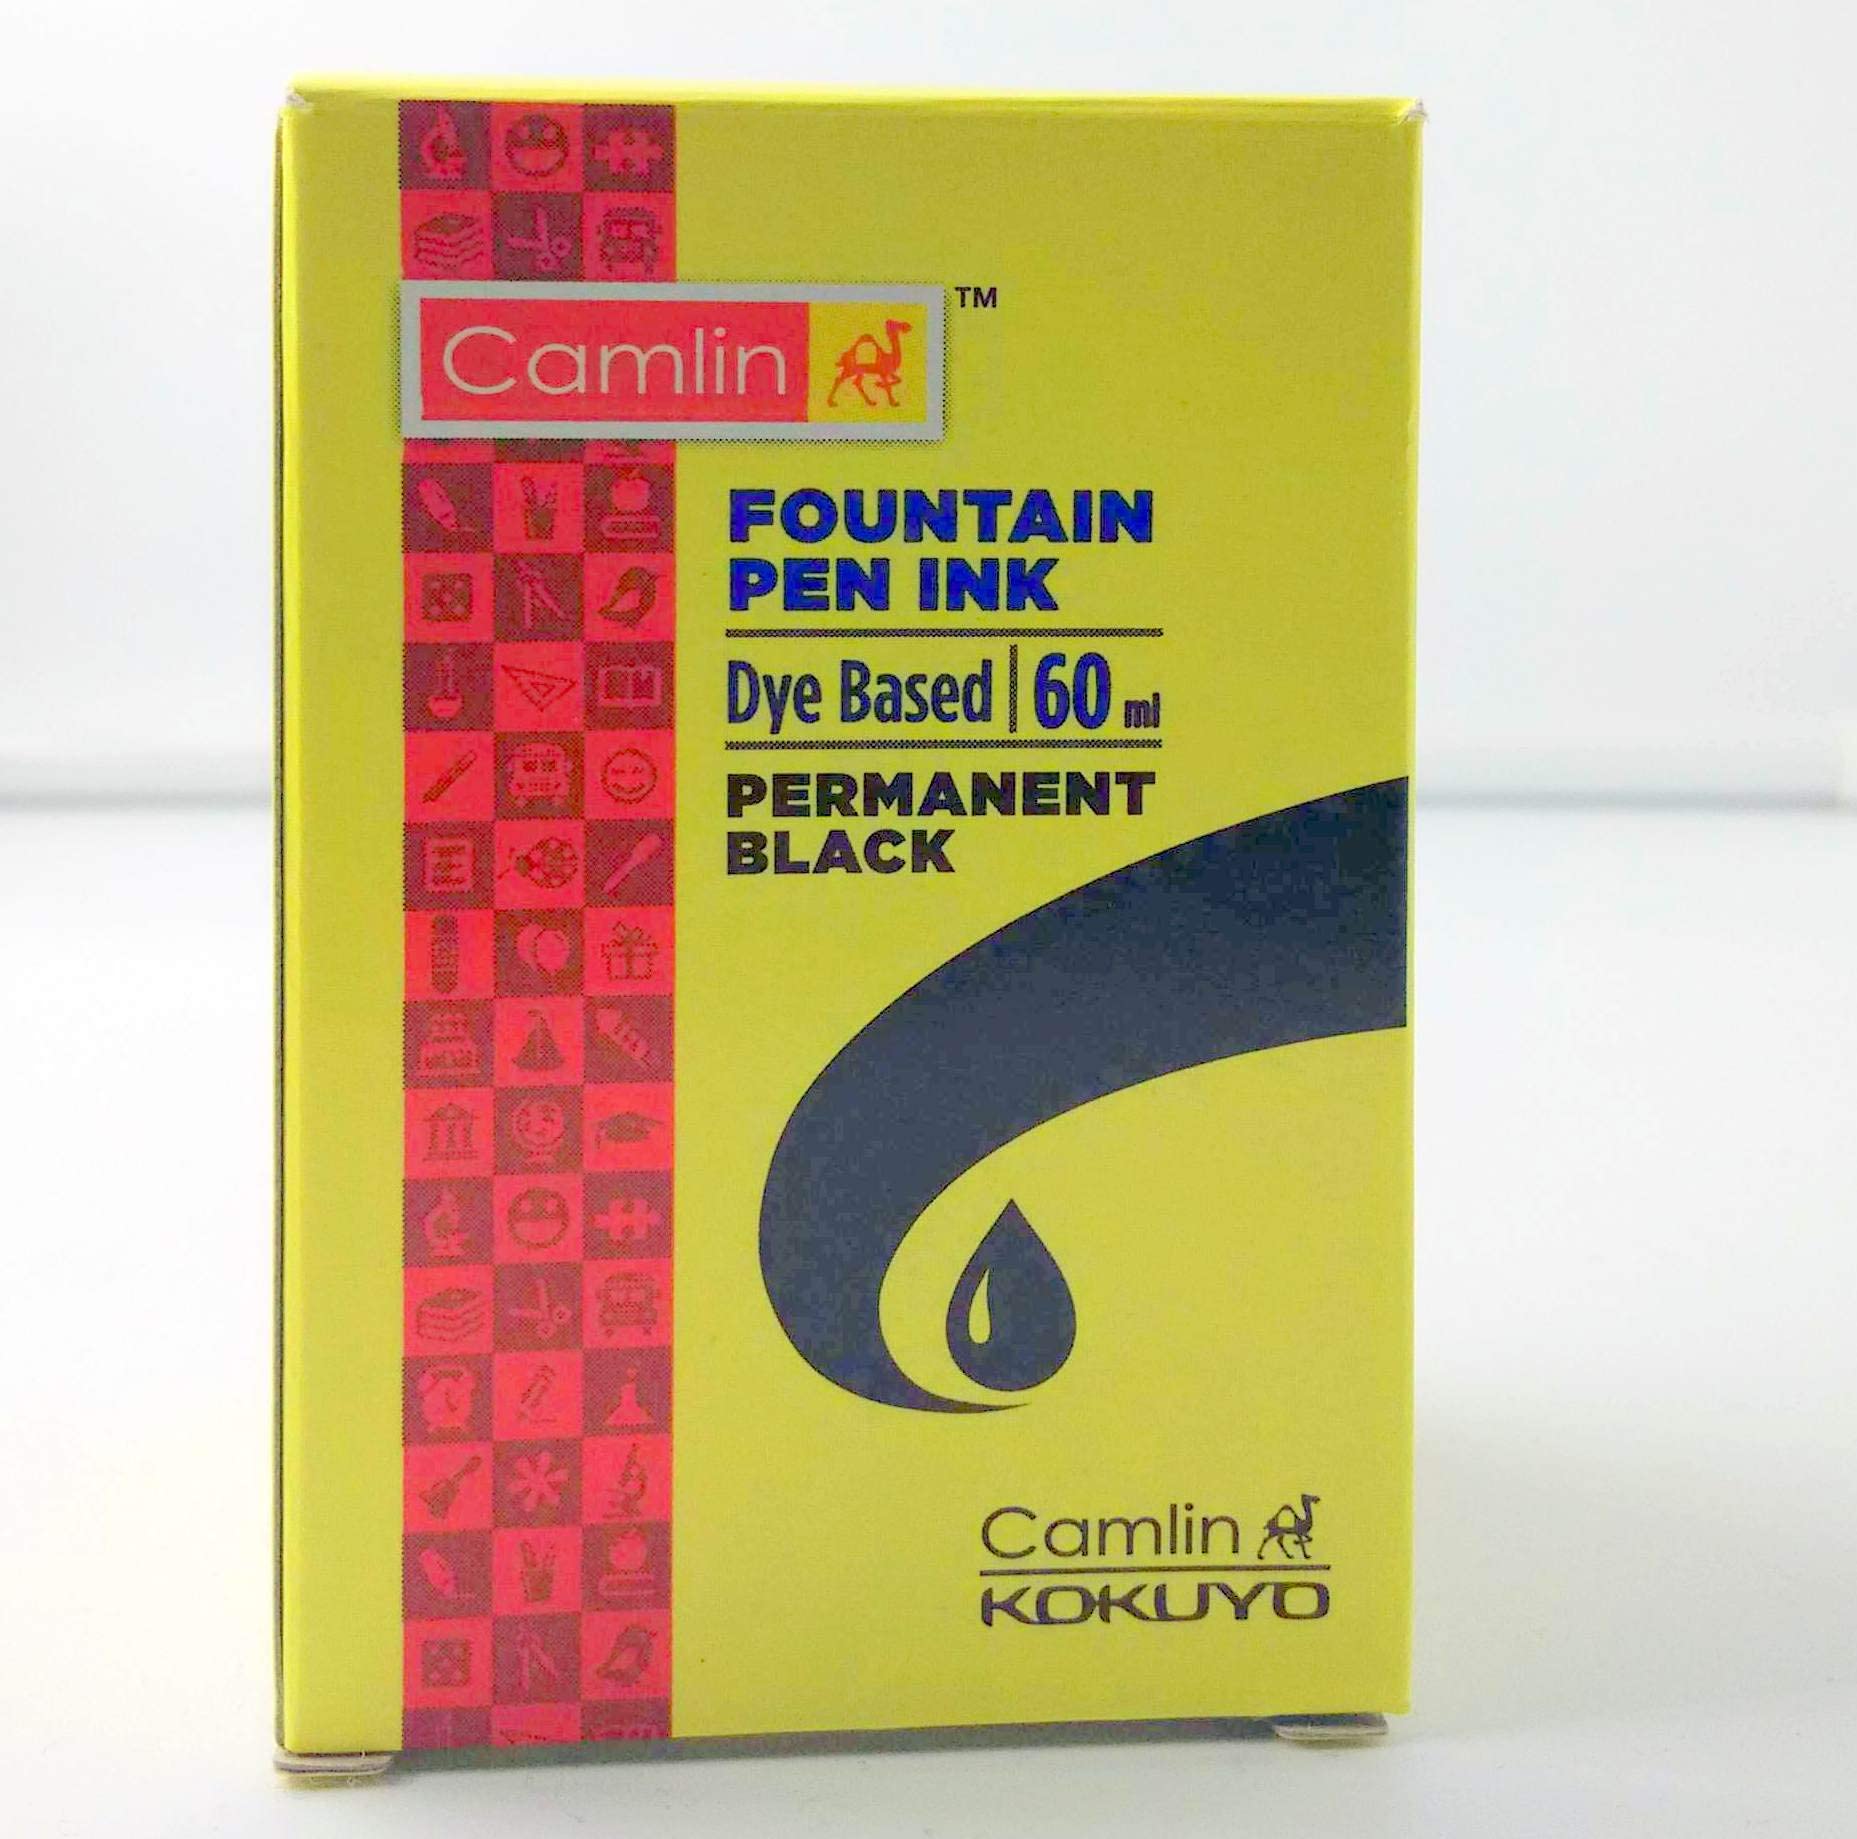 Camlin TM
FOUNTAIN
PEN INK
Dye Based | 60 ml
PERMANENT
BLACK
Camlin
KOKUYO